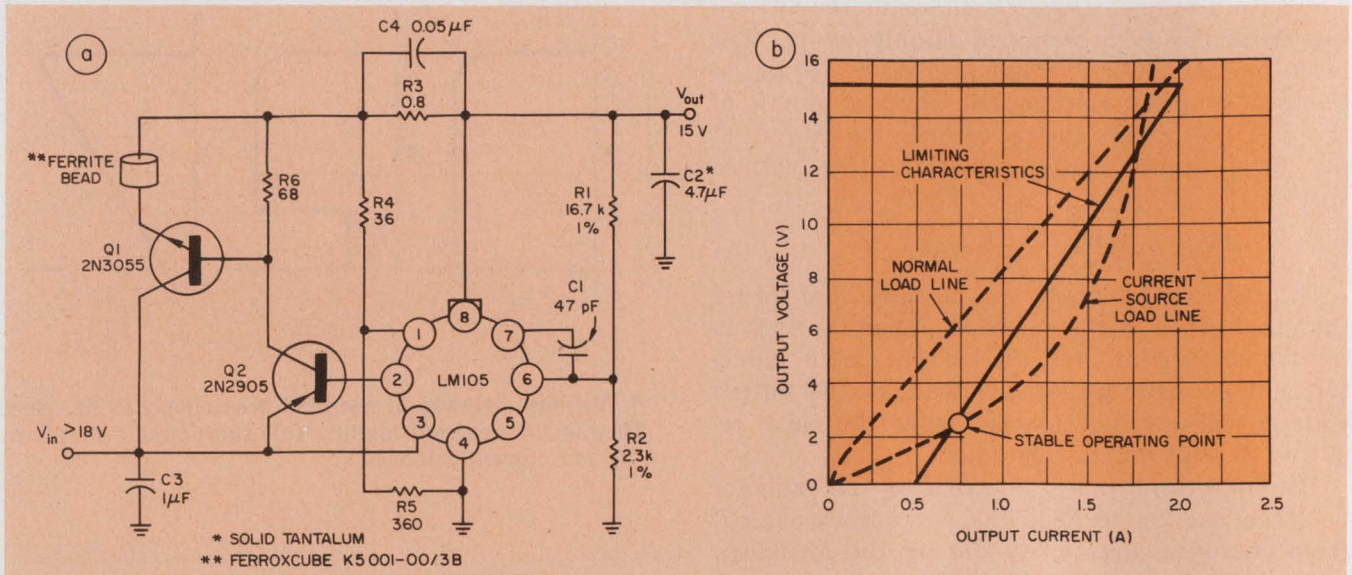 a
C4 0.05μF
R3
0.8
Vout
15 V
**FERRITE
BEAD
R6
68
R4
36
R1
16.7 k
1%
C2*
4.7μF
Q1
2N3055
C1
47 pF
8
1
7
Q2
2N2905
2
LM105
6
3
5
4
Vin >18 V
R2
2.3k
1%
C3
1μF
R5
360
* SOLID TANTALUM
** FERROXCUBE K5001-00/3B
b
16
14
12
10
8
6
4
2
0
OUTPUT VOLTAGE (V)
LIMITING
CHARACTERISTICS
NORMAL
LOAD LINE
CURRENT
SOURCE
LOAD LINE
STABLE OPERATING POINT
0 0.5 1.0 1.5 2.0 2.5
OUTPUT CURRENT (A)